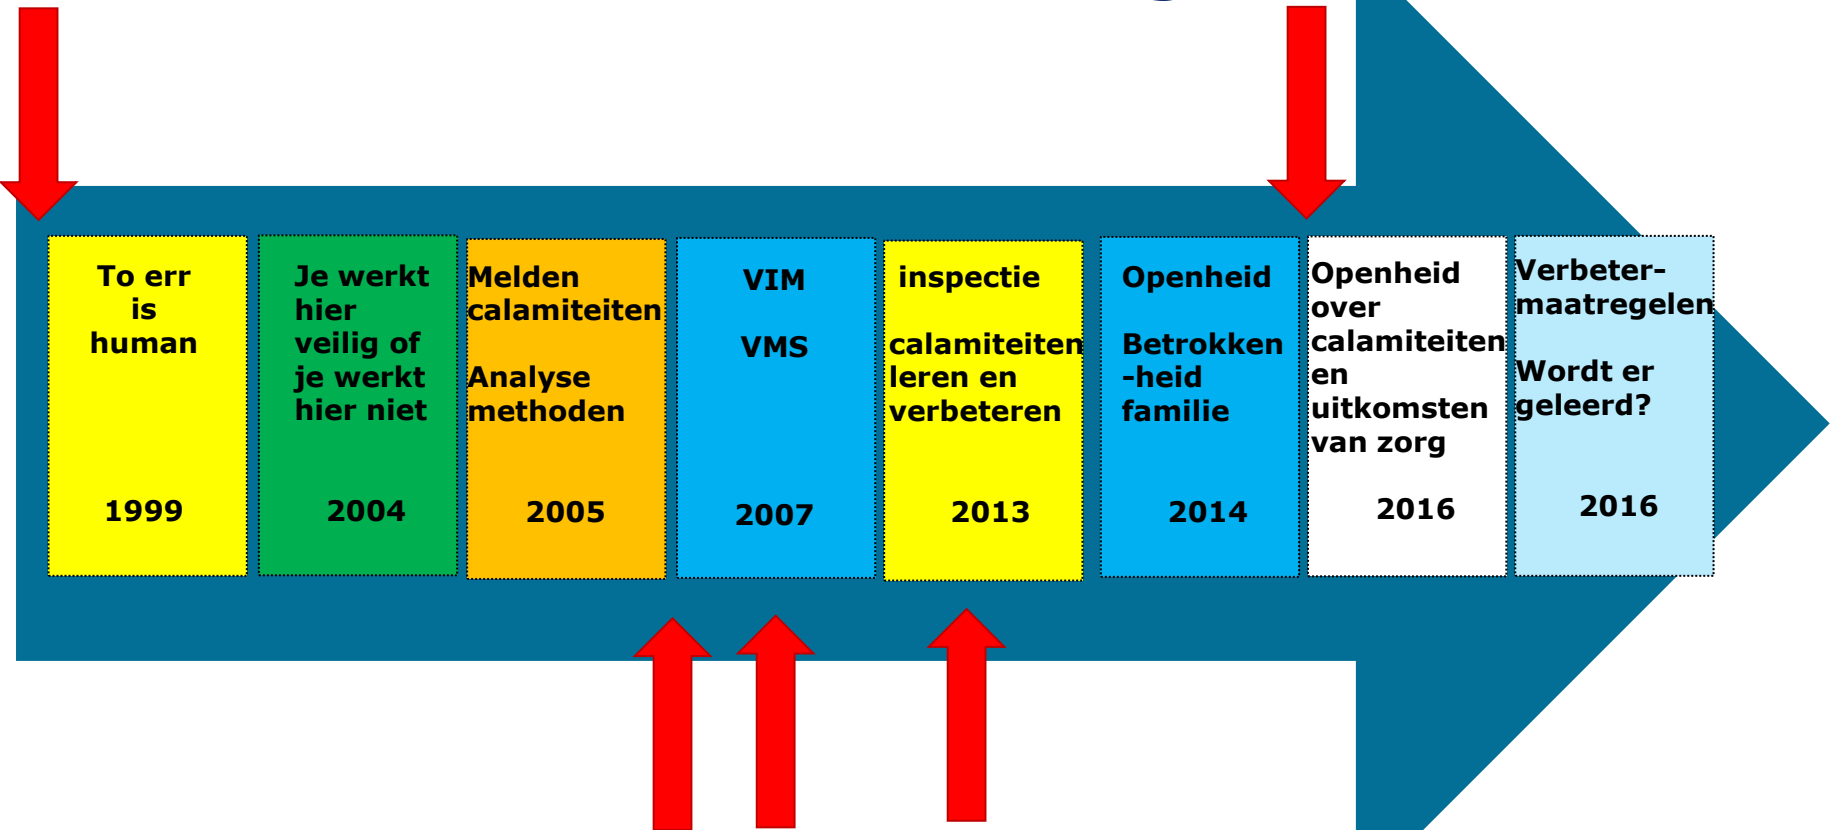 To err
is
human
1999
Je werkt
hier
veilig of
je werkt
hier niet
2004
Melden
calamiteiten
Analyse
methoden
2005
VIM
VMS
2007
inspectie
calamiteiten
leren en
verbeteren
2013
Openheid
Betrokken
-heid
familie
2014
Openheid
over
calamiteiten
en
uitkomsten
van zorg
2016
Verbeter-
maatregelen
Wordt er
geleerd?
2016